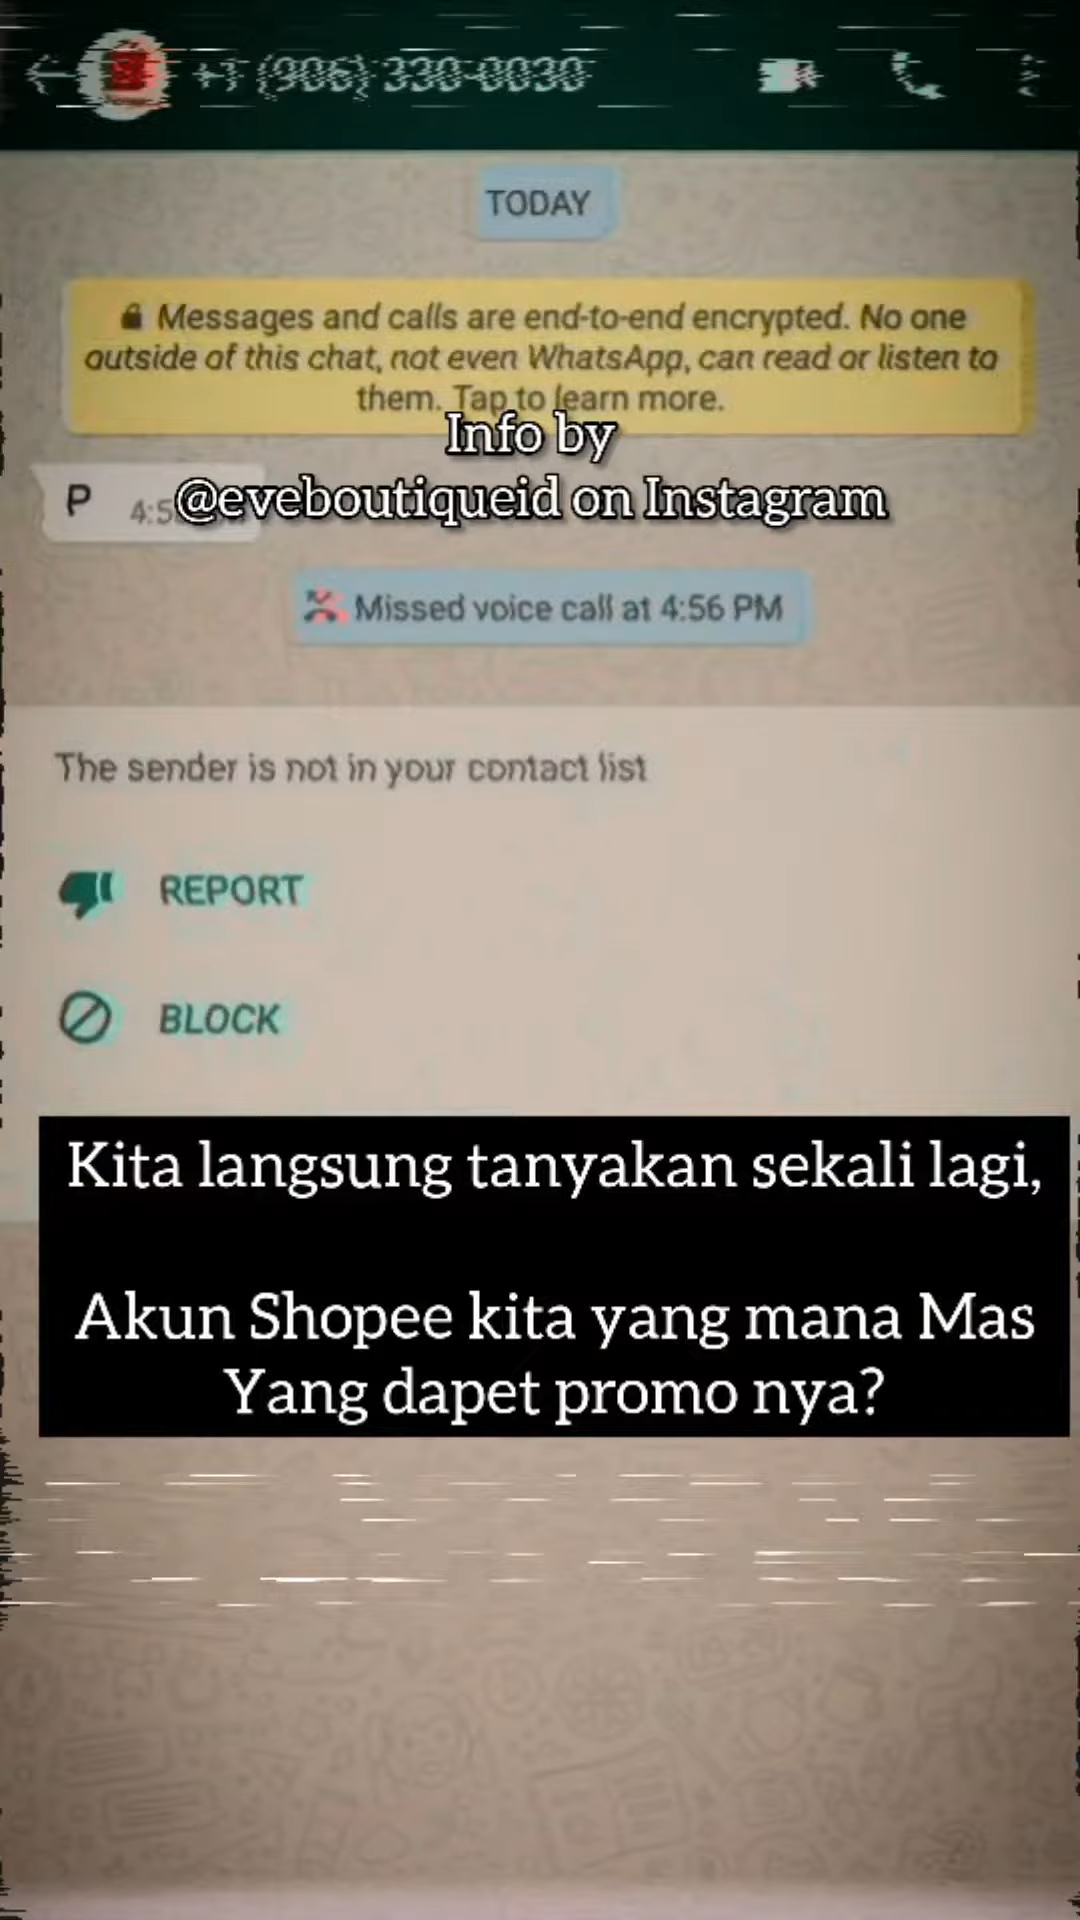 +1 (906) 330-0030
TODAY
Messages and calls are end-to-end encrypted. No one
outside of this chat, not even WhatsApp, can read or listen to
them. Tap to learn more.
Info by
@eveboutiqueid on Instagram
P
Missed voice call at 4:56 PM
The sender is not in your contact list
REPORT
BLOCK
Kita langsung tanyakan sekali lagi,
Akun Shopee kita yang mana Mas
Yang dapet promo nya?